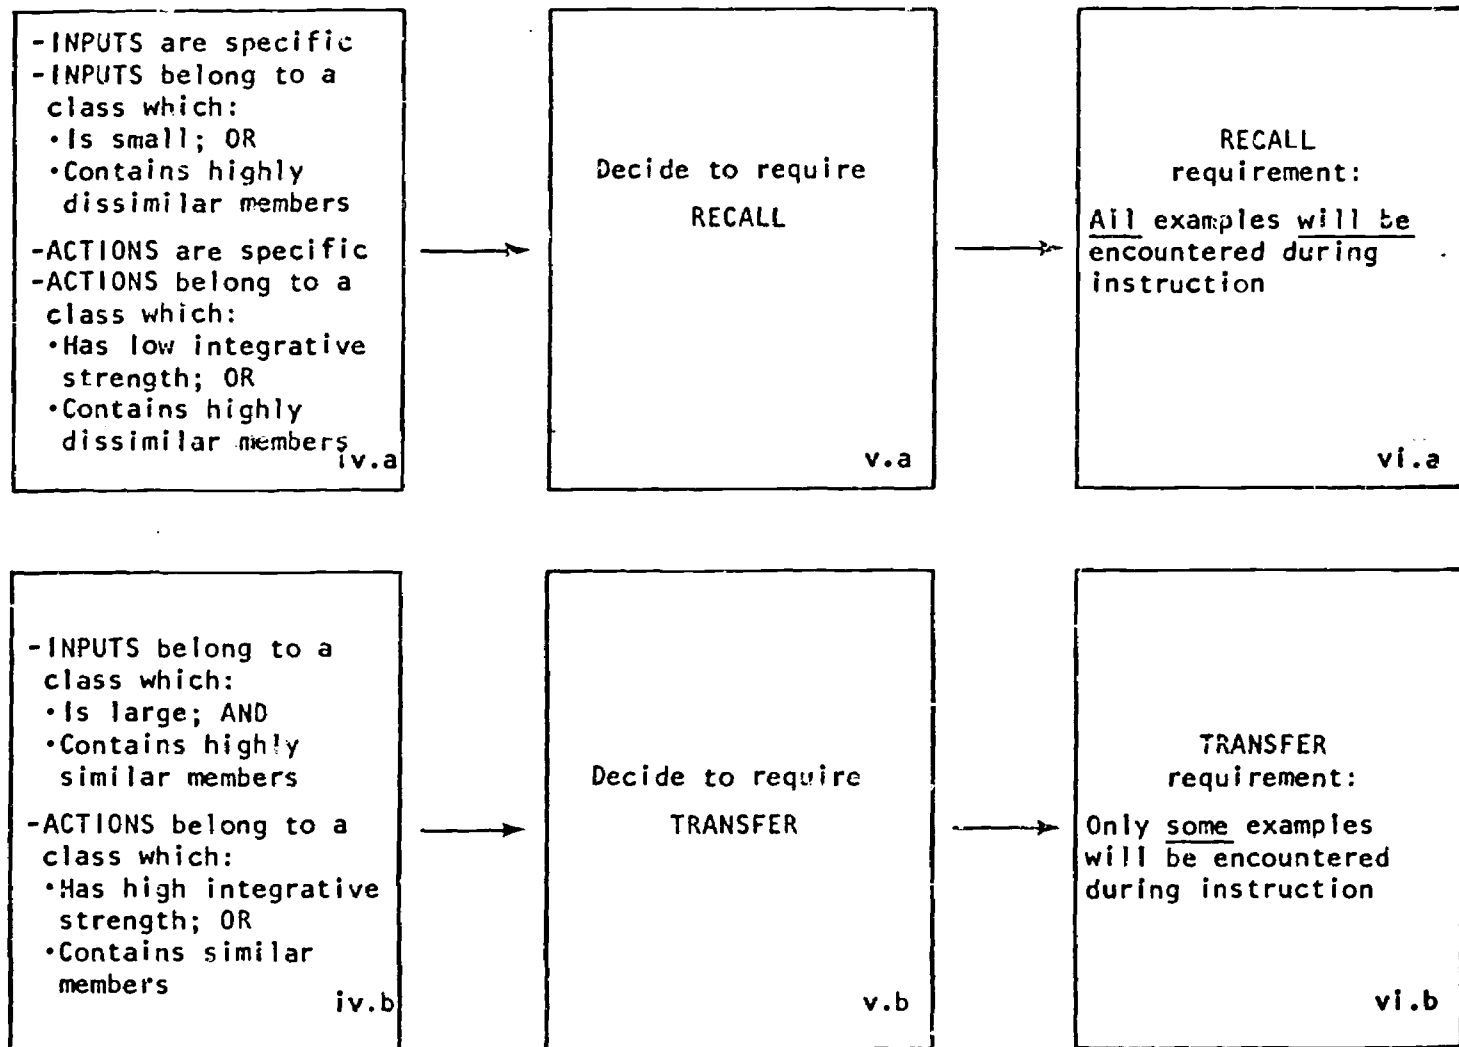 -INPUTS are specific
-INPUTS belong to a
class which:
•Is small; OR
•Contains highly
dissimilar members
-ACTIONS are specific
-ACTIONS belong to a
class which:
•Has low integrative
strength; OR
•Contains highly
dissimilar members
iv.a
Decide to require
RECALL
v.a
RECALL
requirement:
All examples will be
encountered during
instruction
vi.a
-INPUTS belong to a
class which:
•Is large; AND
•Contains highly
similar members
-ACTIONS belong to a
class which:
•Has high integrative
strength; OR
•Contains similar
members
iv.b
Decide to require
TRANSFER
v.b
TRANSFER
requirement:
Only some examples
will be encountered
during instruction
vi.b